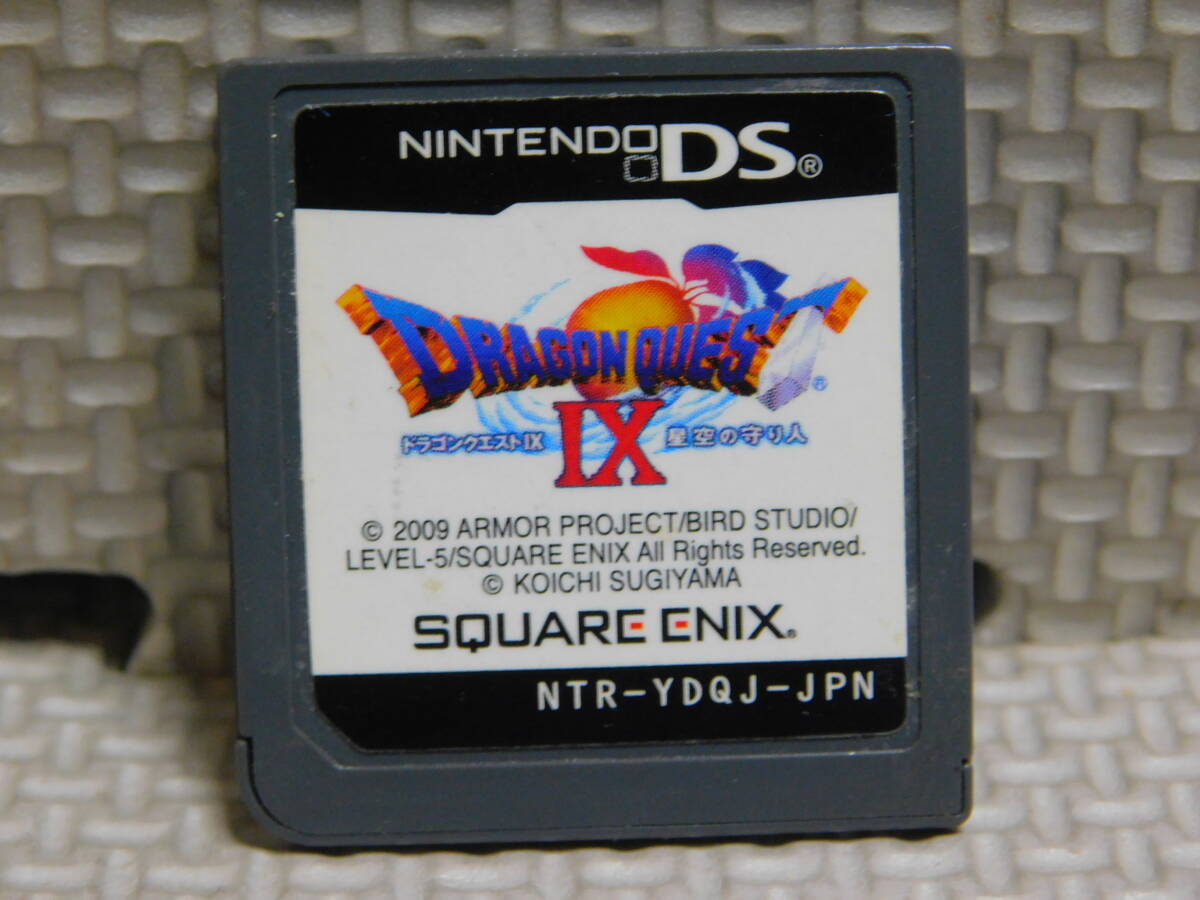 NINTENDO DS®
DRAGON QUEST®
IX
ドラゴンクエストIX 星空の守り人
© 2009 ARMOR PROJECT/BIRD STUDIO/
LEVEL-5/SQUARE ENIX All Rights Reserved.
© KOICHI SUGIYAMA
SQUARE ENIX®
NTR-YDQJ-JPN